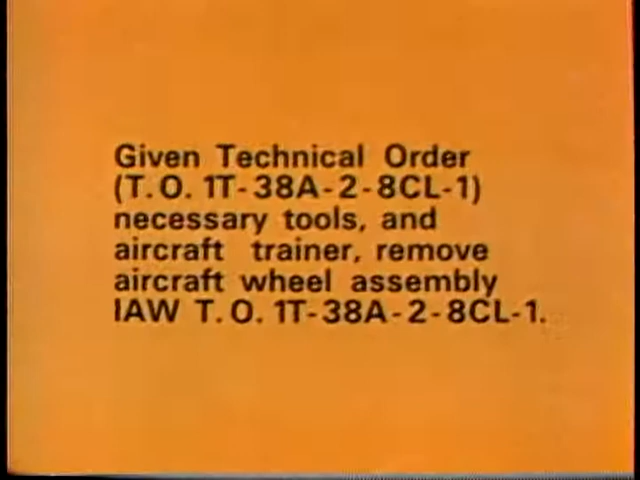 Given Technical Order
(T.O. 1T-38A-2-8CL-1)
necessary tools, and
aircraft trainer, remove
aircraft wheel assembly
IAW T.O. 1T-38A-2-8CL-1.